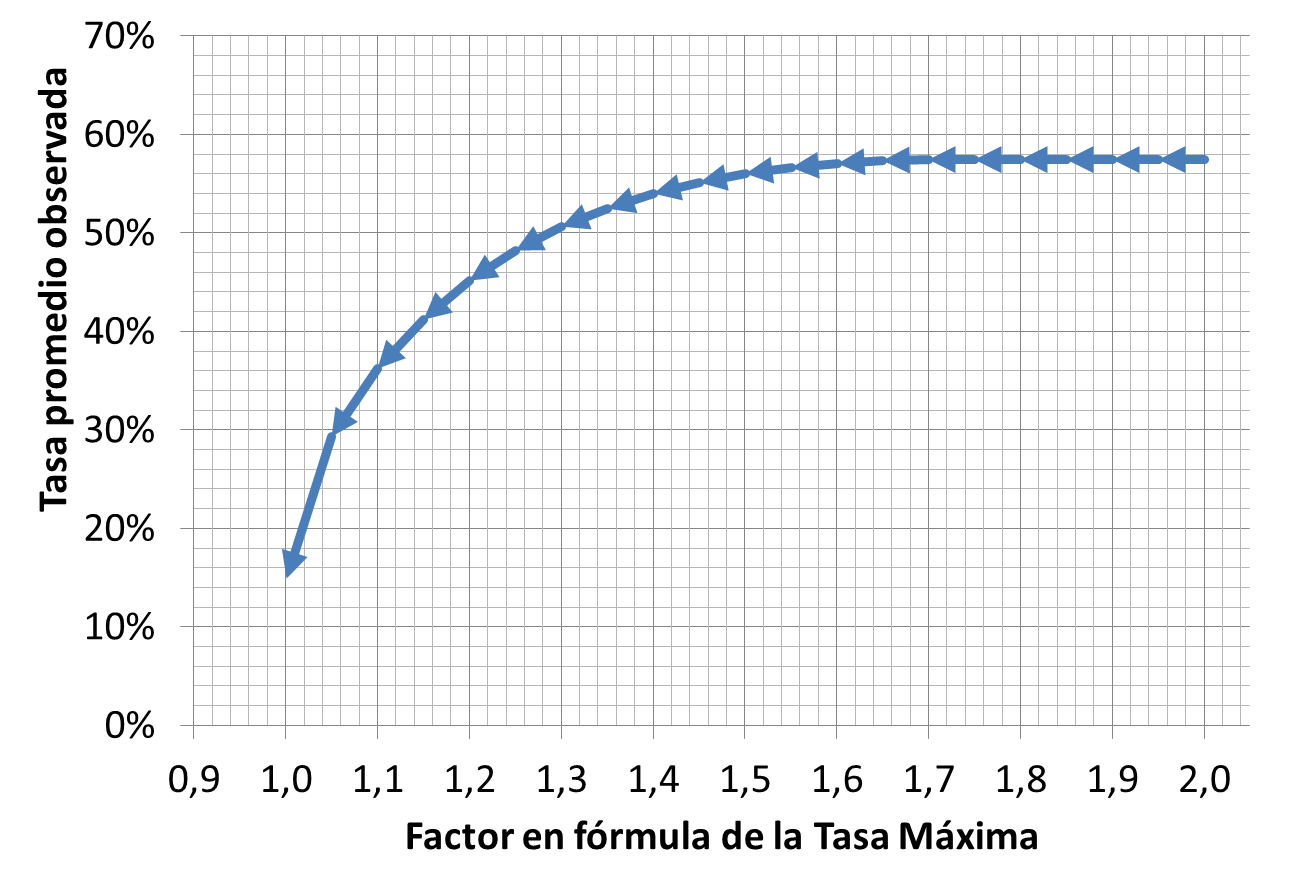 70%
60%
50%
40%
30%
20%
10%
0%
Tasa promedio observada
0,9 1,0 1,1 1,2 1,3 1,4 1,5 1,6 1,7 1,8 1,9 2,0
Factor en fórmula de la Tasa Máxima